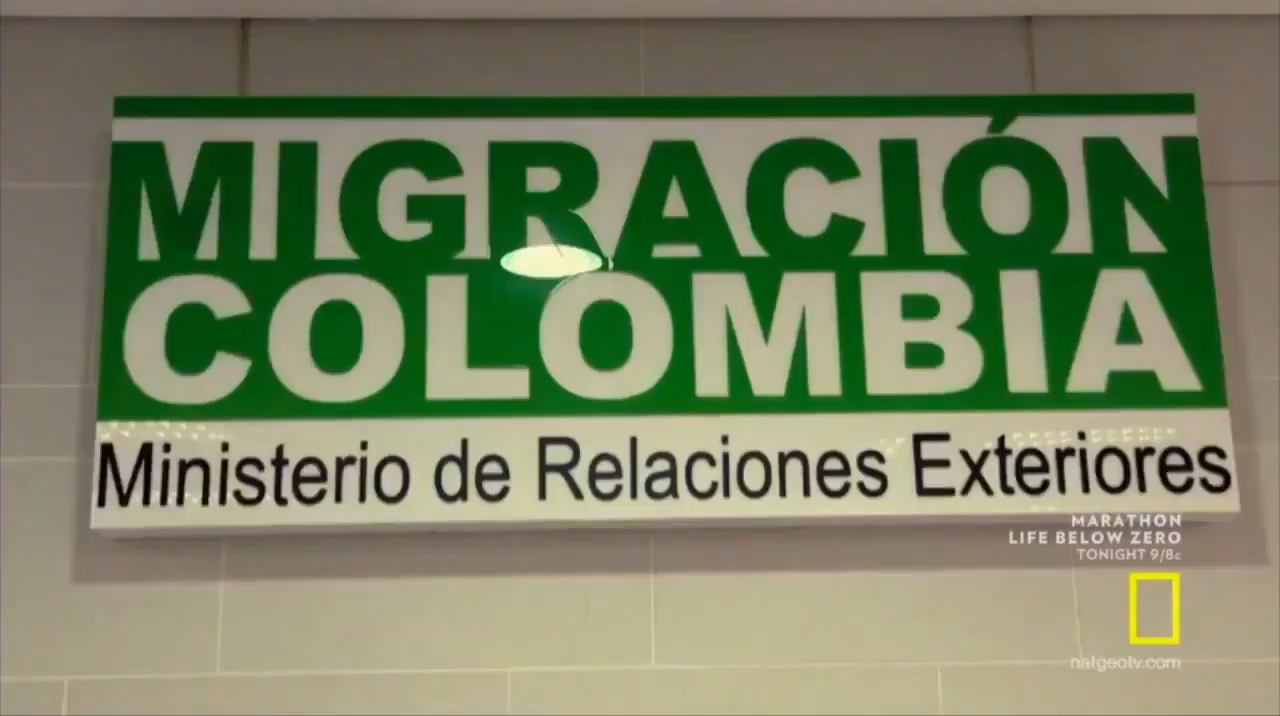 MIGRACIÓN
COLOMBIA
Ministerio de Relaciones Exteriores
MARATHON
LIFE BELOW ZERO
TONIGHT 9/8c
natgeotv.com